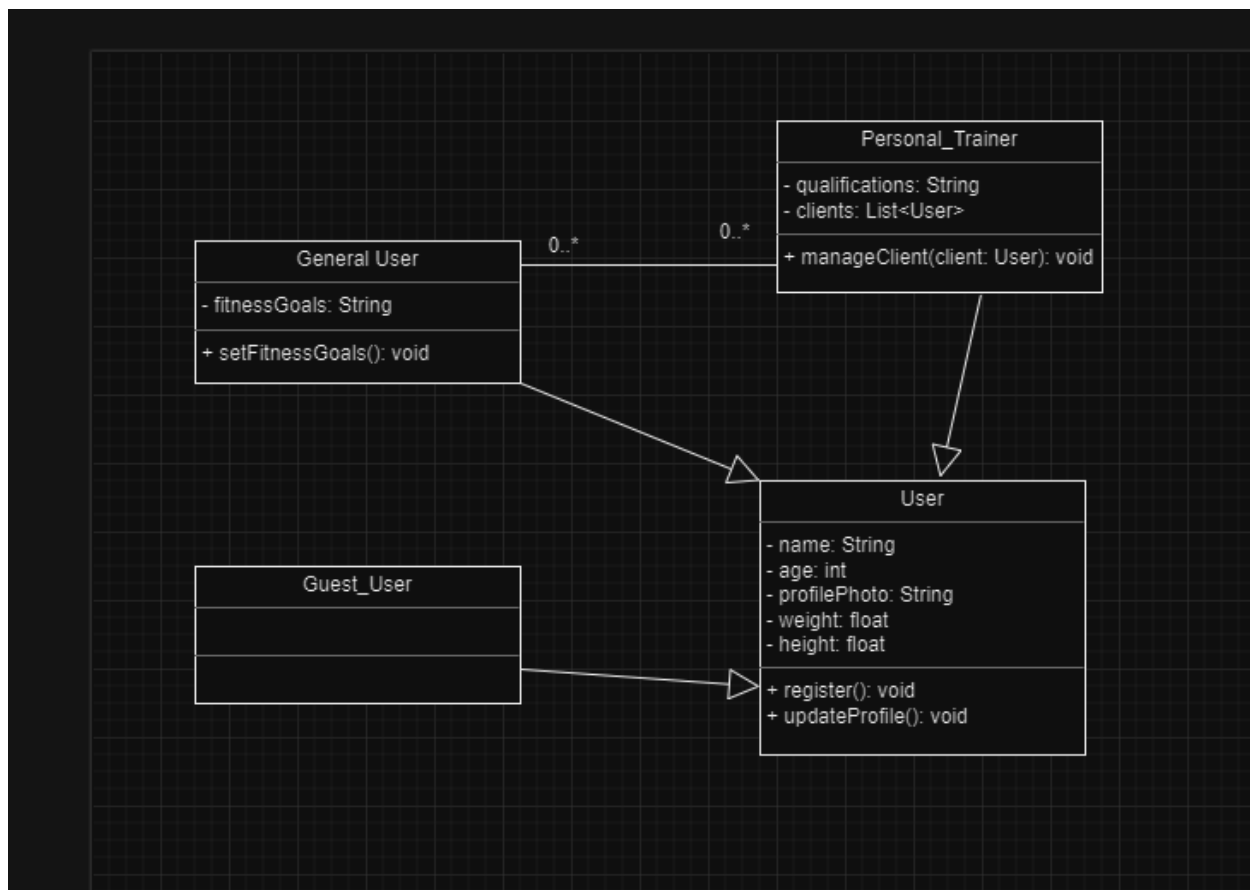 Personal_Trainer
- qualifications: String
- clients: List<User>
+ manageClient(client: User): void
0..*
0..*
General User
- fitnessGoals: String
+ setFitnessGoals(): void
User
- name: String
- age: int
- profilePhoto: String
- weight: float
- height: float
+ register(): void
+ updateProfile(): void
Guest_User